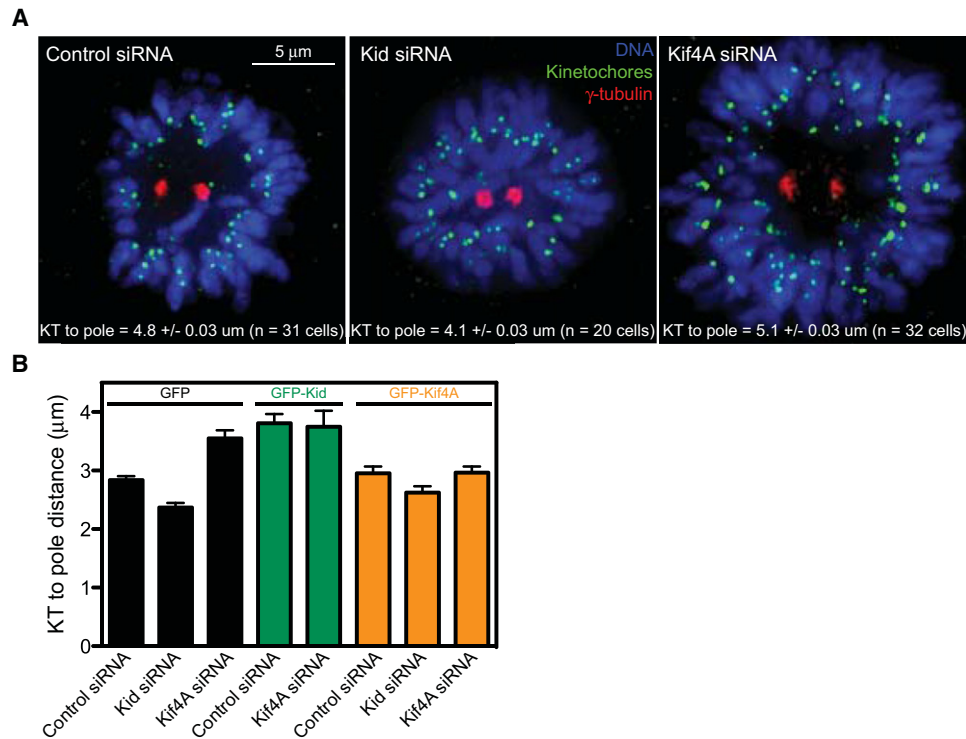 A
Control siRNA
5 μm
Kid siRNA
DNA
Kinetochores
γ-tubulin
Kif4A siRNA
KT to pole = 4.8 +/- 0.03 um (n = 31 cells)
KT to pole = 4.1 +/- 0.03 um (n = 20 cells)
KT to pole = 5.1 +/- 0.03 um (n = 32 cells)
B
GFP
GFP-Kid
GFP-Kif4A
KT to pole distance (μm)
4
3
2
1
0
Control siRNA
Kid siRNA
Kif4A siRNA
Control siRNA
Kif4A siRNA
Control siRNA
Kid siRNA
Kif4A siRNA